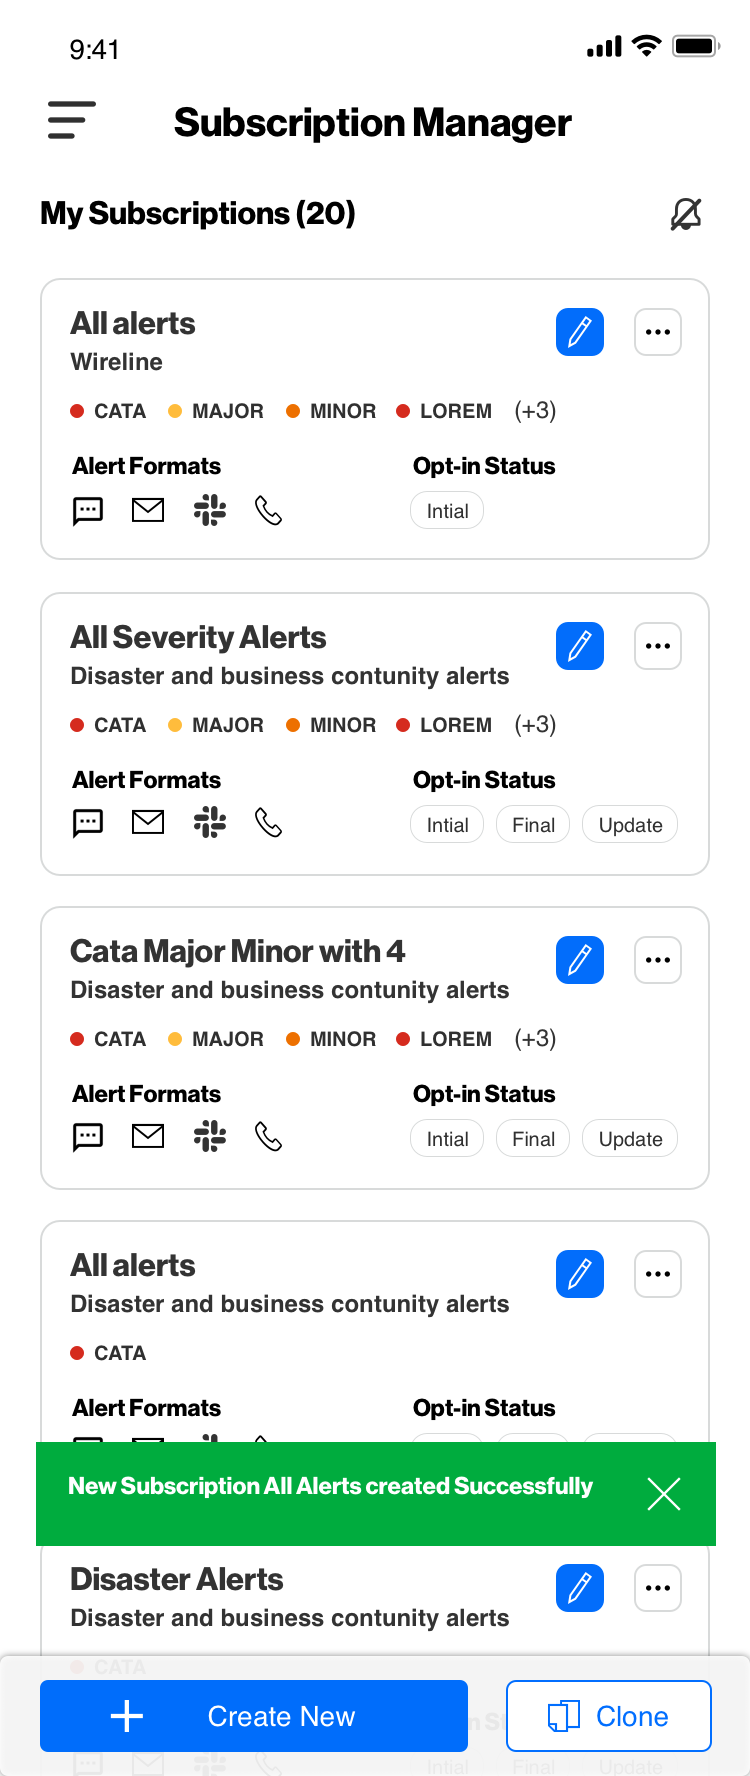 9:41
Subscription Manager
My Subscriptions (20)
All alerts
Wireline
CATA MAJOR MINOR LOREM (+3)
Alert Formats Opt-in Status
Intial
All Severity Alerts
Disaster and business contunity alerts
CATA MAJOR MINOR LOREM (+3)
Alert Formats Opt-in Status
Intial Final Update
Cata Major Minor with 4
Disaster and business contunity alerts
CATA MAJOR MINOR LOREM (+3)
Alert Formats Opt-in Status
Intial Final Update
All alerts
Disaster and business contunity alerts
CATA
Alert Formats Opt-in Status
New Subscription All Alerts created Successfully
Disaster Alerts
Disaster and business contunity alerts
CATA
Create New Clone
Intial Final Update